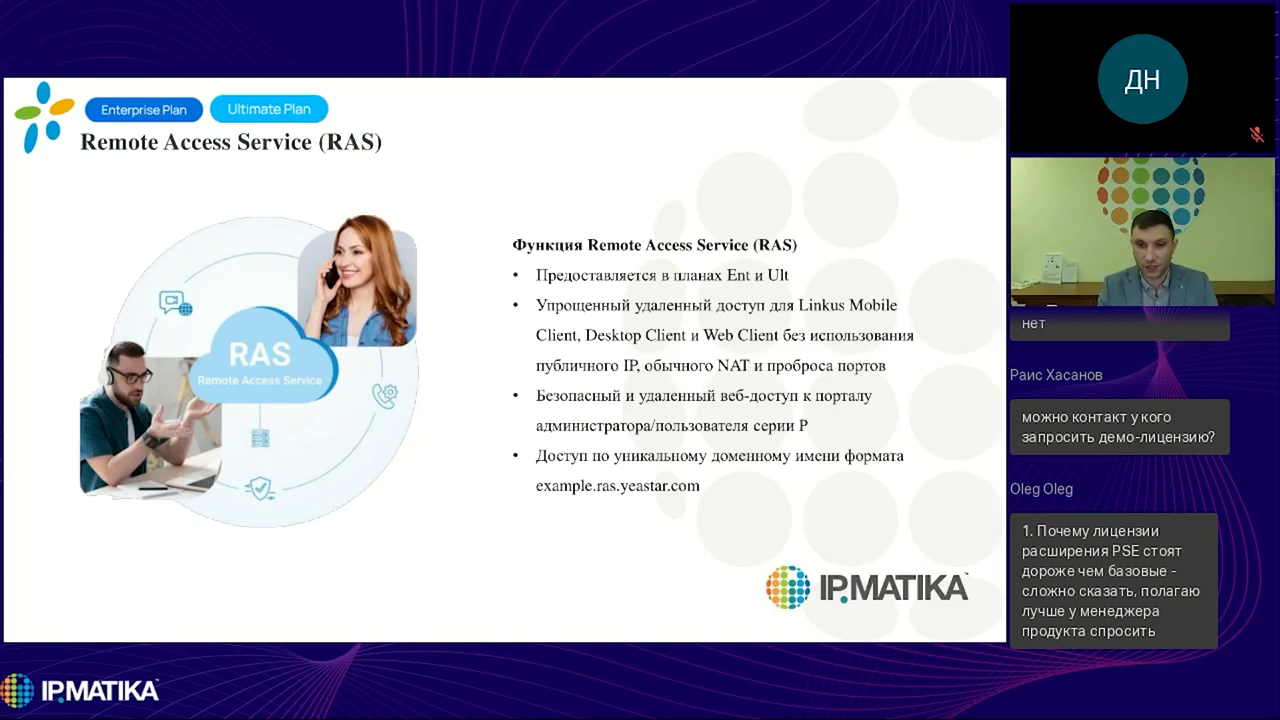 Enterprise Plan
Ultimate Plan
Remote Access Service (RAS)
RAS
Remote Access Service
Функция Remote Access Service (RAS)
• Предоставляется в планах Ent и Ult
• Упрощенный удаленный доступ для Linkus Mobile
Client, Desktop Client и Web Client без использования
публичного IP, обычного NAT и проброса портов
• Безопасный и удаленный веб-доступ к порталу
администратора/пользователя серии P
• Доступ по уникальному доменному имени формата
example.ras.yeastar.com
IPMATIKA
IPMATIKA
ДН
нет
Раис Хасанов
можно контакт у кого
запросить демо-лицензию?
Oleg Oleg
1. Почему лицензии
расширения PSE стоят
дороже чем базовые -
сложно сказать, полагаю
лучше у менеджера
продукта спросить